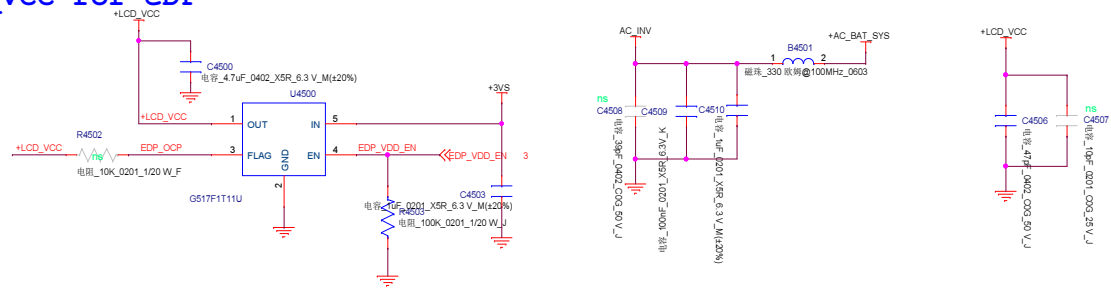 +LCD_VCC
C4500
电容_4.7uF_0402_X5R_6.3 V_M(±20%)
U4500
+3VS
+LCD_VCC
1
OUT
IN
5
R4502
+LCD_VCC
ns
EDP_OCP
3
FLAG
EN
4
EDP_VDD_EN
EDP_VDD_EN
3
电阻_10K_0201_1/20 W_F
GND
2
G517F1T11U
C4503
电容_1uF_0201_X5R_6.3 V_M(±20%)
R4503
电阻_100K_0201_1/20 W_J
AC_INV
B4501
+AC_BAT_SYS
1
2
磁珠_330 欧姆@100MHz_0603
ns
C4508
C4509
C4510
电容_39pF_0402_C0G_50 V_J
电容_100nF_0201_X5R_6.3V_K
电容_1uF_0201_X5R_6.3 V_M(±20%)
+LCD_VCC
ns
C4506
C4507
电容_47pF_0402_C0G_50 V_J
电容_10pF_0201_C0G_25 V_J